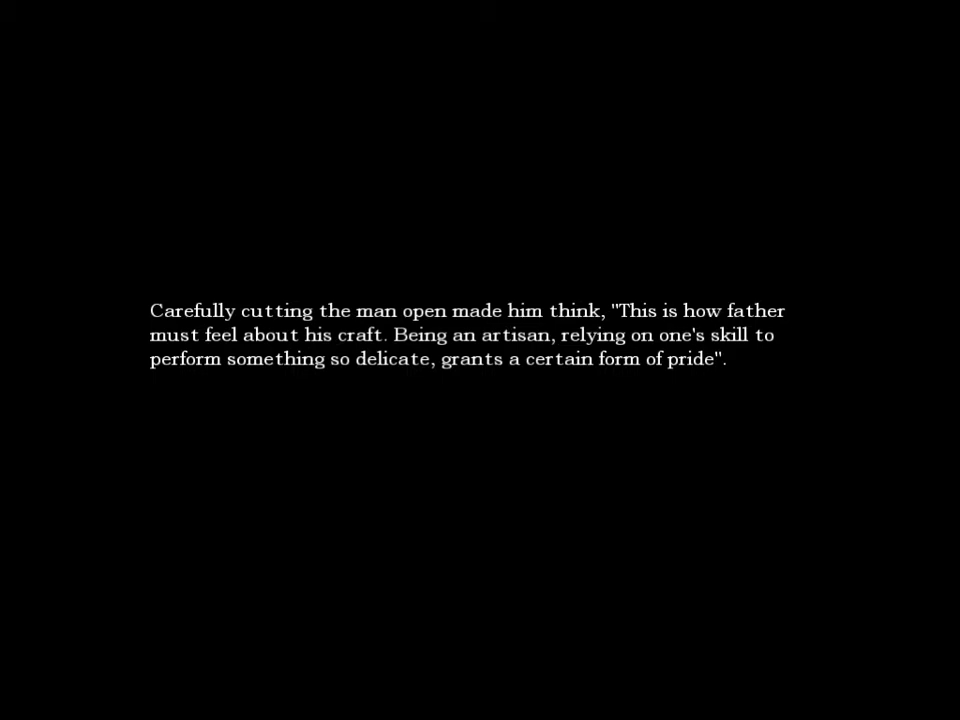 Carefully cutting the man open made him think, "This is how father
must feel about his craft. Being an artisan, relying on one's skill to
perform something so delicate, grants a certain form of pride".